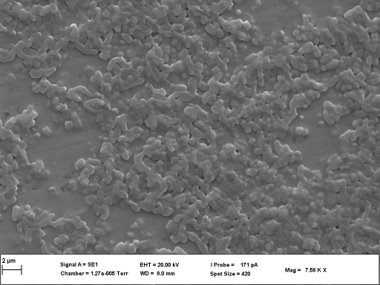 2 µm
Signal A = SE1 EHT = 20.00 kV I Probe = 171 pA Mag = 7.58 K X
Chamber = 1.27e-005 Torr WD = 8.0 mm Spot Size = 420